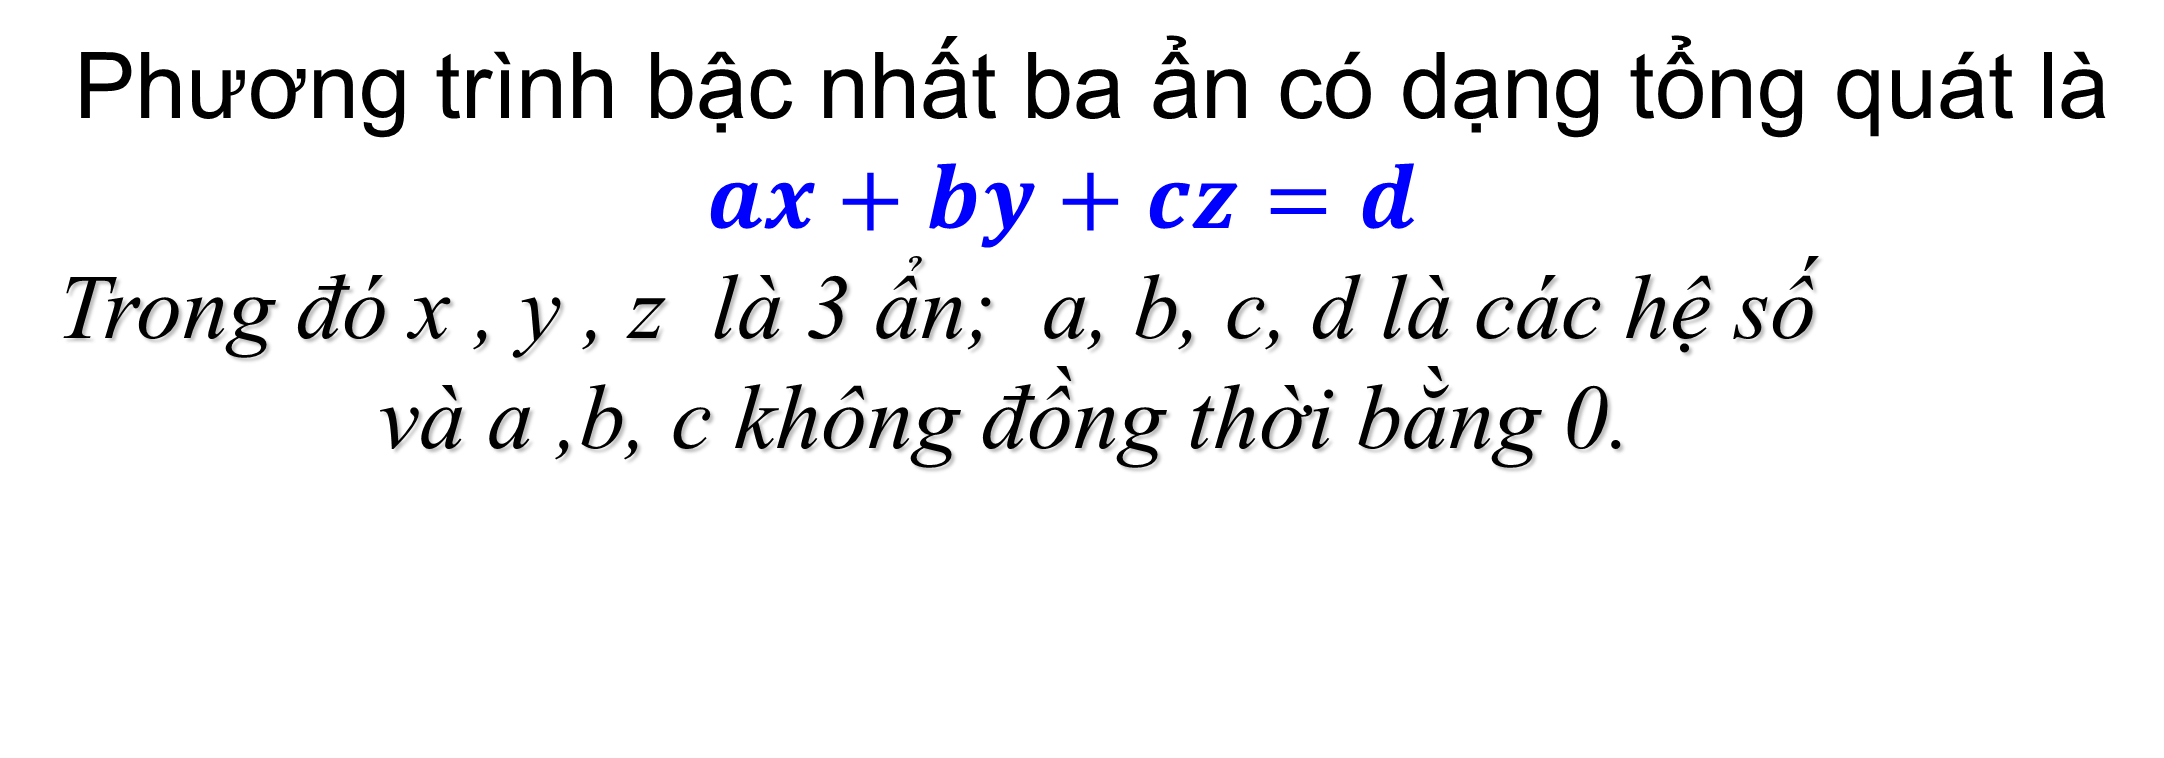 Phương trình bậc nhất ba ẩn có dạng tổng quát là
ax + by + cz = d
Trong đó x , y , z là 3 ẩn; a, b, c, d là các hệ số
và a ,b, c không đồng thời bằng 0.